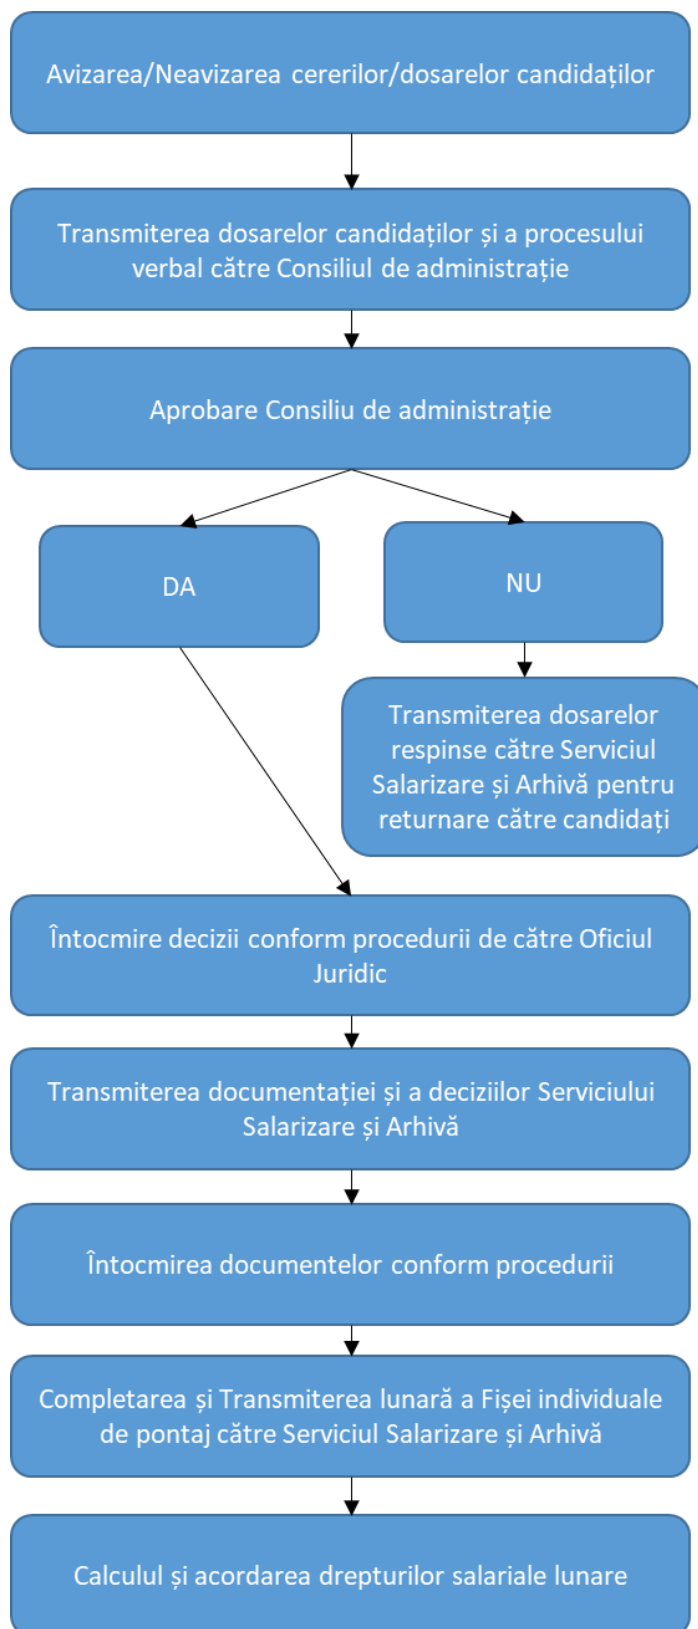 Avizarea/Neavizarea cererilor/dosarelor candidaților
Transmiterea dosarelor candidaților și a procesului
verbal către Consiliul de administrație
Aprobare Consiliu de administrație
DA
NU
Transmiterea dosarelor
respinse către Serviciul
Salarizare și Arhivă pentru
returnare către candidați
Întocmire decizii conform procedurii de către Oficiul
Juridic
Transmiterea documentației și a deciziilor Serviciului
Salarizare și Arhivă
Întocmirea documentelor conform procedurii
Completarea și Transmiterea lunară a Fișei individuale
de pontaj către Serviciul Salarizare și Arhivă
Calculul și acordarea drepturilor salariale lunare